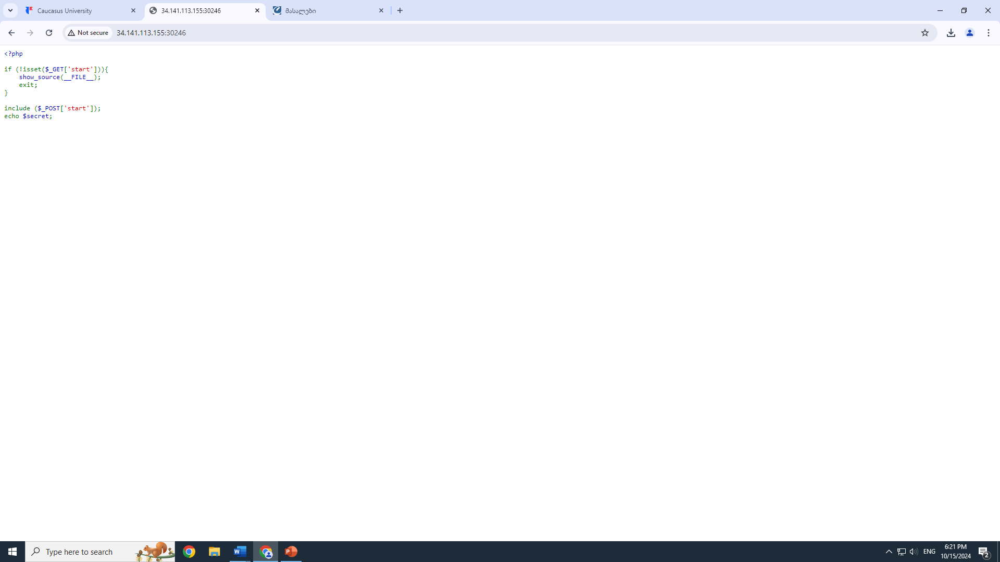 Caucasus University
34.141.113.155:30246
მასალები
Not secure
34.141.113.155:30246
<?php
if (!isset($_GET['start'])){
    show_source(__FILE__);
    exit;
}
include ($_POST['start']);
echo $secret;
Type here to search
ENG
6:21 PM
10/15/2024
2